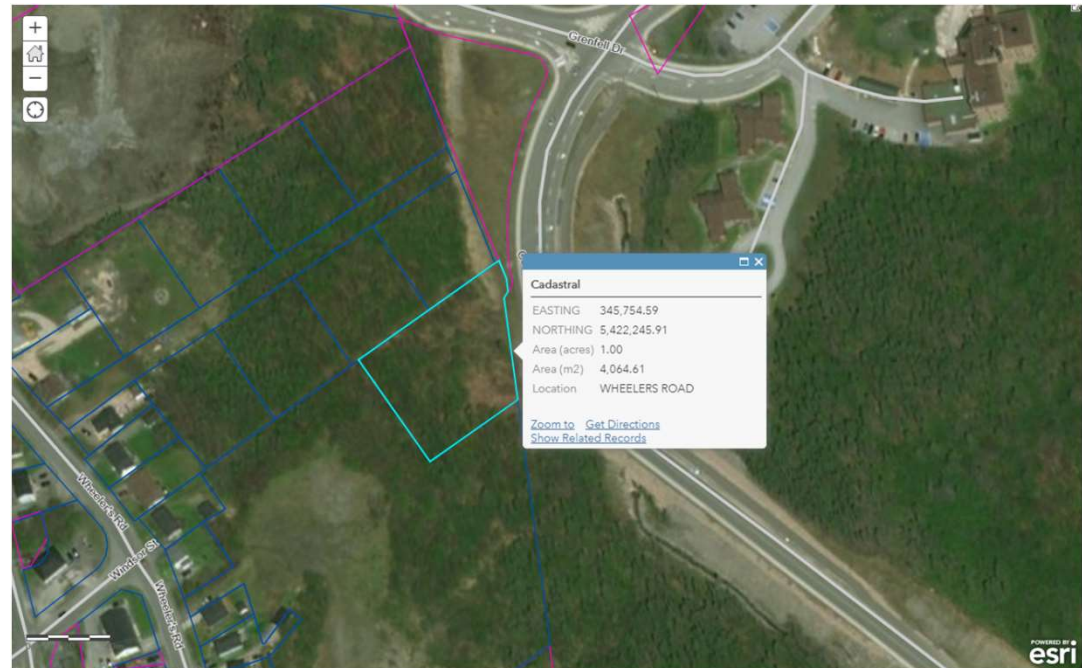 +
−
Grenfell Dr
Cadastral
EASTING 345,754.59
NORTHING 5,422,245.91
Area (acres) 1.00
Area (m2) 4,064.61
Location WHEELERS ROAD
Zoom to Get Directions
Show Related Records
Wheeler's Rd
Windsor St
Wheeler's Rd
POWERED BY
esri